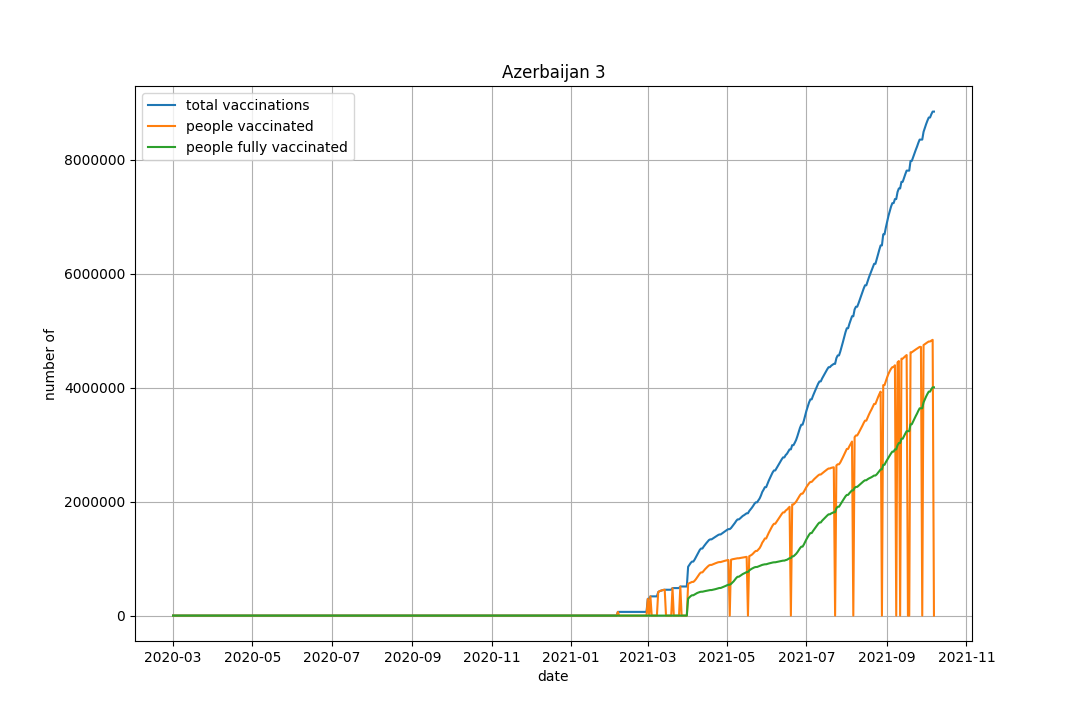 Azerbaijan 3
total vaccinations
people vaccinated
people fully vaccinated
8000000
6000000
4000000
2000000
0
number of
2020-03 2020-05 2020-07 2020-09 2020-11 2021-01 2021-03 2021-05 2021-07 2021-09 2021-11
date